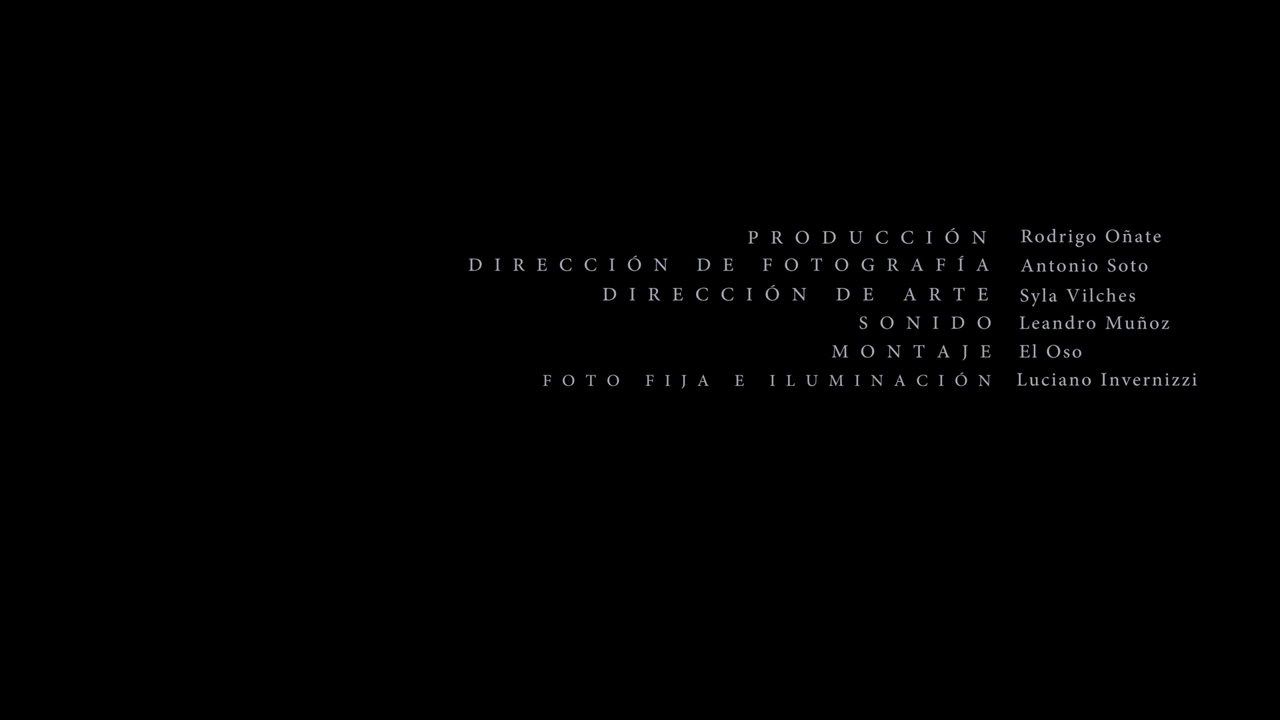 PRODUCCIÓN Rodrigo Oñate
DIRECCIÓN DE FOTOGRAFÍA Antonio Soto
DIRECCIÓN DE ARTE Syla Vilches
SONIDO Leandro Muñoz
MONTAJE El Oso
FOTO FIJA E ILUMINACIÓN Luciano Invernizzi